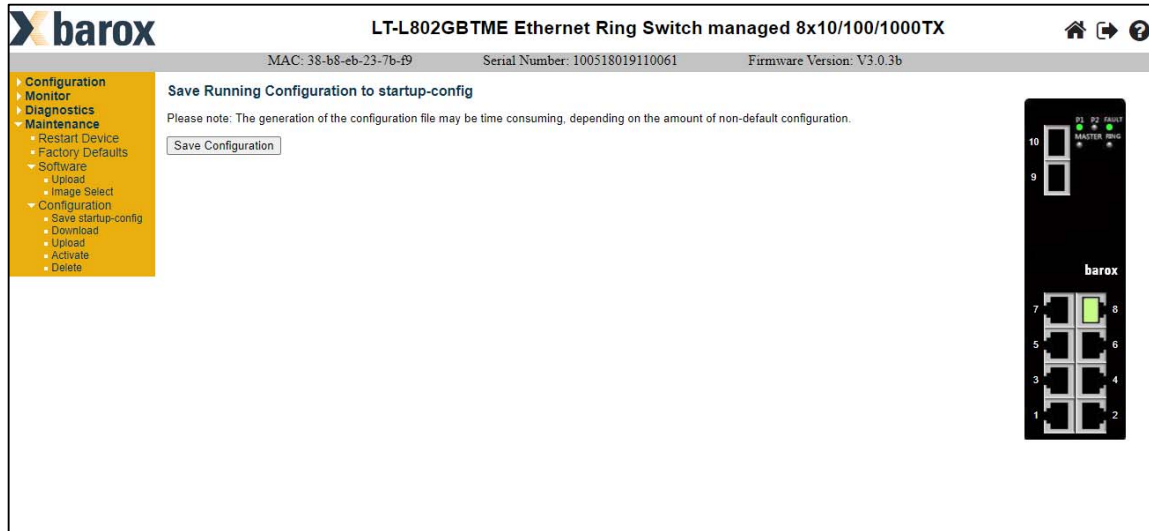 barox
LT-L802GBTME Ethernet Ring Switch managed 8x10/100/1000TX
MAC: 38-b8-eb-23-7b-f9 Serial Number: 100518019110061 Firmware Version: V3.0.3b
Configuration
Monitor
Diagnostics
Maintenance
Restart Device
Factory Defaults
Software
Upload
Image Select
Configuration
Save startup-config
Download
Upload
Activate
Delete
Save Running Configuration to startup-config
Please note: The generation of the configuration file may be time consuming, depending on the amount of non-default configuration.
Save Configuration
P1 P2 FAULT
MASTER RING
10
9
barox
7 8
5 6
3 4
1 2